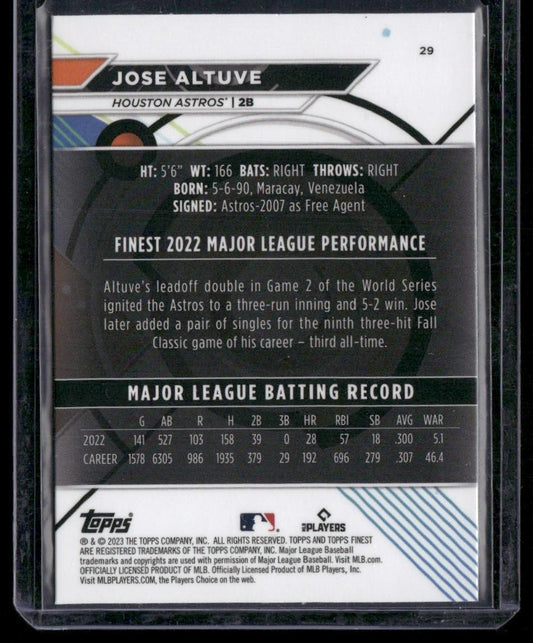 29
JOSE ALTUVE
HOUSTON ASTROS® | 2B
HT: 5'6" WT: 166 BATS: RIGHT THROWS: RIGHT
BORN: 5-6-90, Maracay, Venezuela
SIGNED: Astros-2007 as Free Agent
FINEST 2022 MAJOR LEAGUE PERFORMANCE
Altuve's leadoff double in Game 2 of the World Series
ignited the Astros to a three-run inning and 5-2 win. Jose
later added a pair of singles for the ninth three-hit Fall
Classic game of his career – third all-time.
MAJOR LEAGUE BATTING RECORD
G AB R H 2B 3B HR RBI SB AVG WAR
2022 141 527 103 158 39 0 28 57 18 .300 5.1
CAREER 1578 6305 986 1935 379 29 192 696 279 .307 46.4
topps
MLB PLAYERS
® & © 2023 THE TOPPS COMPANY, INC. ALL RIGHTS RESERVED. TOPPS AND TOPPS FINEST
ARE REGISTERED TRADEMARKS OF THE TOPPS COMPANY, INC. Major League Baseball
trademarks and copyrights are used with permission of Major League Baseball. Visit MLB.com.
OFFICIALLY LICENSED PRODUCT OF MLB. Officially Licensed Product of MLB Players, Inc.
Visit MLBPLAYERS.COM, the Players Choice on the web.